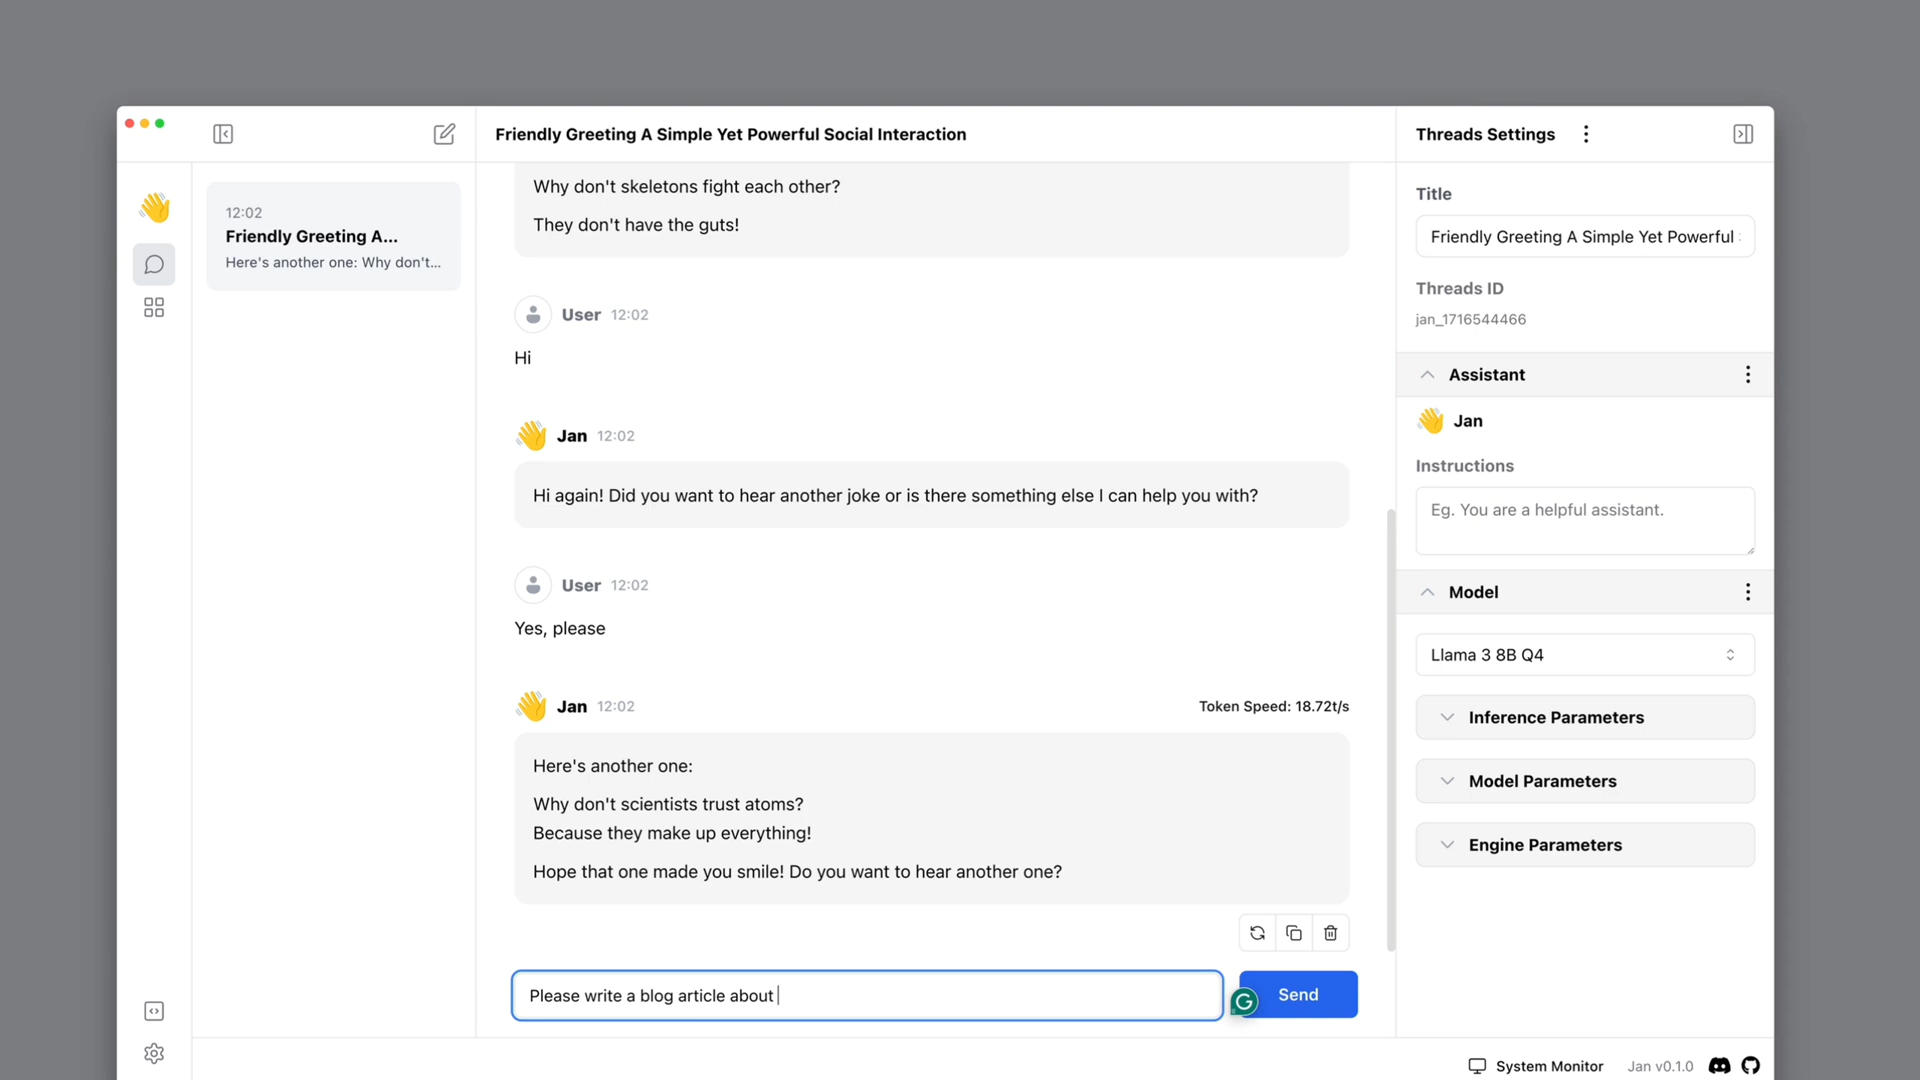 Friendly Greeting A Simple Yet Powerful Social Interaction
Threads Settings
12:02
Friendly Greeting A...
Here's another one: Why don't...
Why don't skeletons fight each other?
They don't have the guts!
User 12:02
Hi
Jan 12:02
Hi again! Did you want to hear another joke or is there something else I can help you with?
User 12:02
Yes, please
Jan 12:02
Token Speed: 18.72t/s
Here's another one:
Why don't scientists trust atoms?
Because they make up everything!
Hope that one made you smile! Do you want to hear another one?
Please write a blog article about
G
Send
Title
Friendly Greeting A Simple Yet Powerful
Threads ID
jan_1716544466
Assistant
Jan
Instructions
Eg. You are a helpful assistant.
Model
Llama 3 8B Q4
Inference Parameters
Model Parameters
Engine Parameters
System Monitor
Jan v0.1.0